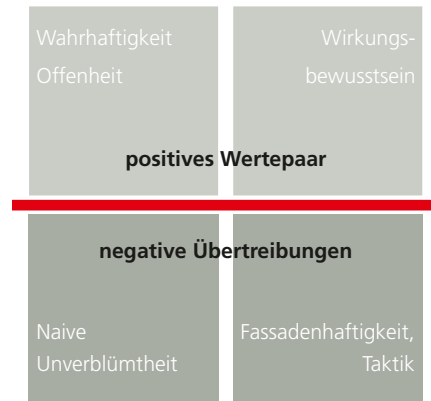 Wahrhaftigkeit
Offenheit
Wirkungs-
bewusstsein
positives Wertepaar
negative Übertreibungen
Naive
Unverblümtheit
Fassadenhaftigkeit,
Taktik